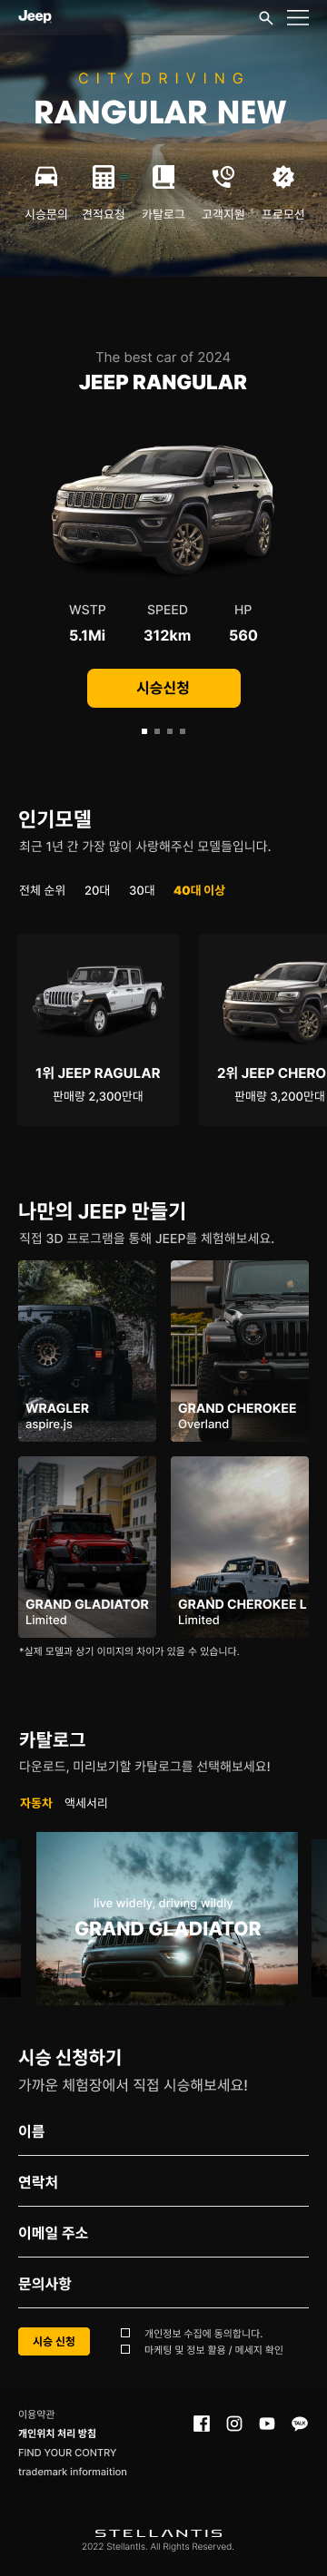 Jeep
CITYDRIVING
RANGULAR NEW
시승문의 견적요청 카탈로그 고객지원 프로모션
The best car of 2024
JEEP RANGULAR
WSTP SPEED HP
5.1Mi 312km 560
시승신청
인기모델
최근 1년 간 가장 많이 사랑해주신 모델들입니다.
전체 순위 20대 30대 40대 이상
1위 JEEP RAGULAR 2위 JEEP CHERO
판매량 2,300만대 판매량 3,200만대
나만의 JEEP 만들기
직접 3D 프로그램을 통해 JEEP를 체험해보세요.
WRAGLER GRAND CHEROKEE
aspire.js Overland
GRAND GLADIATOR GRAND CHEROKEE L
Limited Limited
*실제 모델과 상기 이미지의 차이가 있을 수 있습니다.
카탈로그
다운로드, 미리보기할 카탈로그를 선택해보세요!
자동차 액세서리
live widely, driving wildly
GRAND GLADIATOR
시승 신청하기
가까운 체험장에서 직접 시승해보세요!
이름
연락처
이메일 주소
문의사항
시승 신청 개인정보 수집에 동의합니다.
마케팅 및 정보 활용 / 메세지 확인
이용약관
개인위치 처리 방침
FIND YOUR CONTRY
trademark informaition
TALK
STELLANTIS
2022 Stellantis. All Rights Reserved.